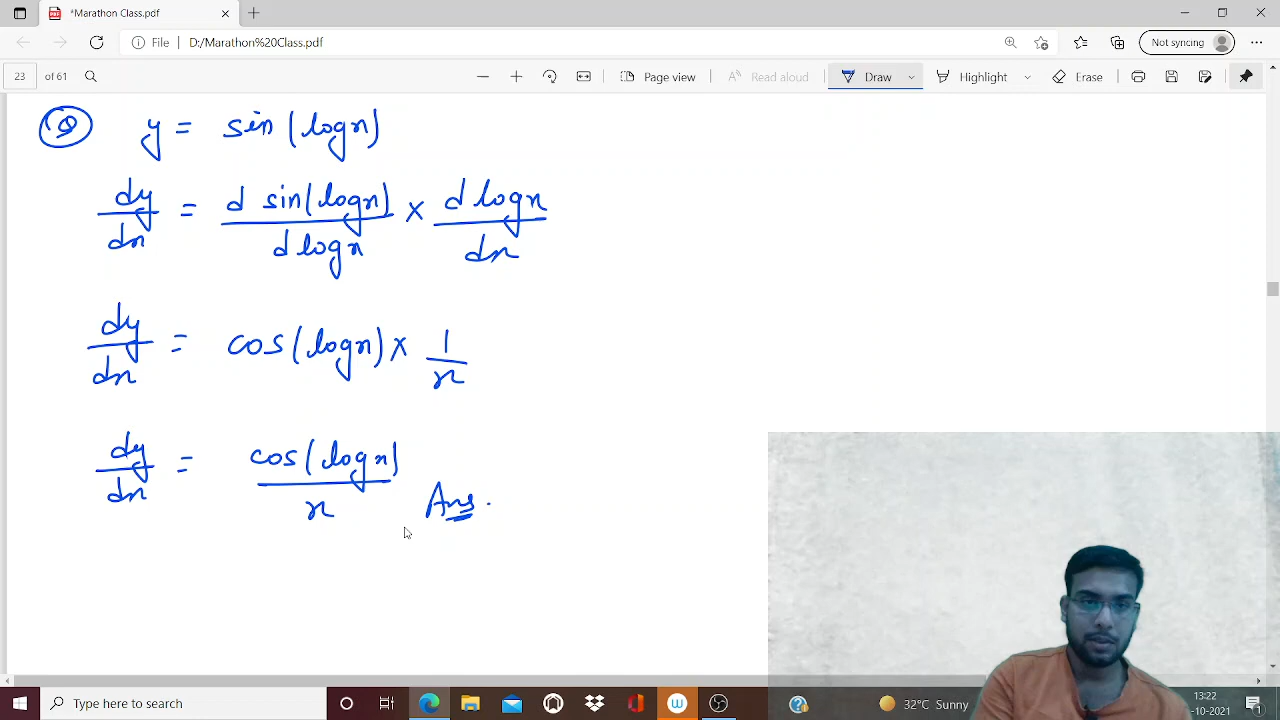 *Marathon Class.pdf
File D:/Marathon%20Class.pdf Not syncing
23 of 61 Page view Read aloud Draw Highlight Erase
Q y = sin(logx)
dy/dx = d sin(logx)/d logx × d logx/dx
dy/dx = cos(logx) × 1/x
dy/dx = cos(logx)/x Ans.
Type here to search 32°C Sunny 13:22
-10-2021